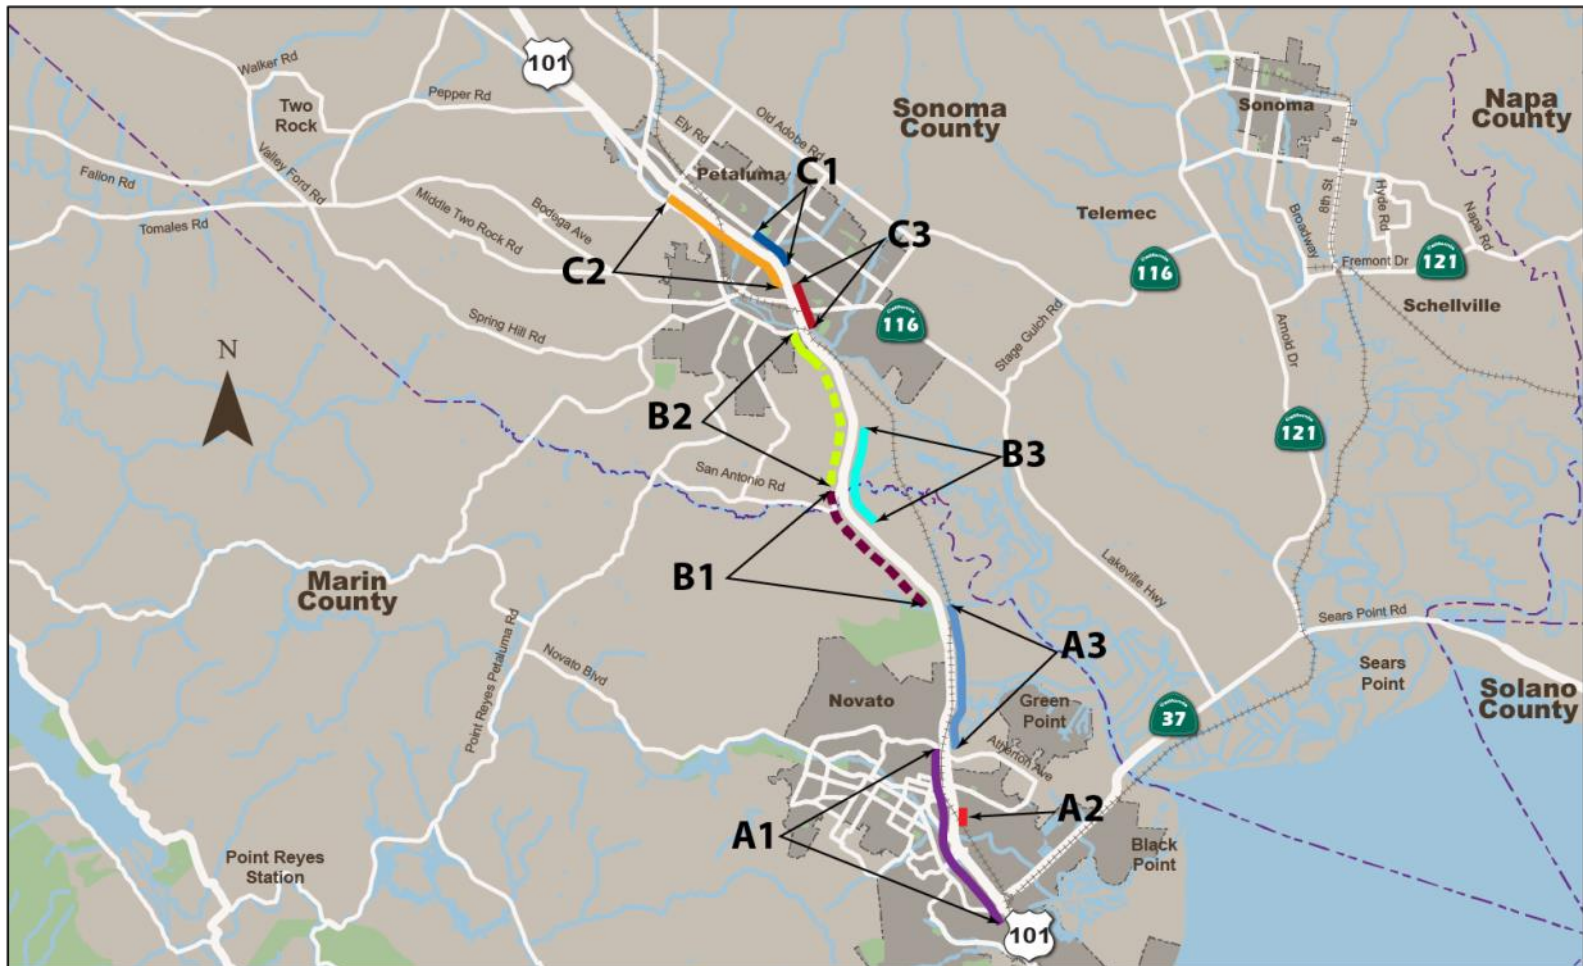 101
Walker Rd
Two
Rock
Pepper Rd
Ely Rd
Old Adobe Rd
Sonoma
County
Sonoma
Napa
County
Fallon Rd
Valley Ford Rd
Petaluma
C1
Tomales Rd
Middle Two Rock Rd
Bodega Ave
C3
Telemec
Broadway
8th St
Hyde Rd
Napa Rd
C2
California
116
Fremont Dr
California
121
Schellville
Spring Hill Rd
116
Stage Gulch Rd
Arnold Dr
N
B2
California
121
San Antonio Rd
B3
B1
Marin
County
Lakeville Hwy
Sears Point Rd
Point Reyes Petaluma Rd
Novato Blvd
A3
Sears
Point
Novato
Green
Point
Solano
County
California
37
Atherton Ave
A1
A2
Black
Point
Point Reyes
Station
101